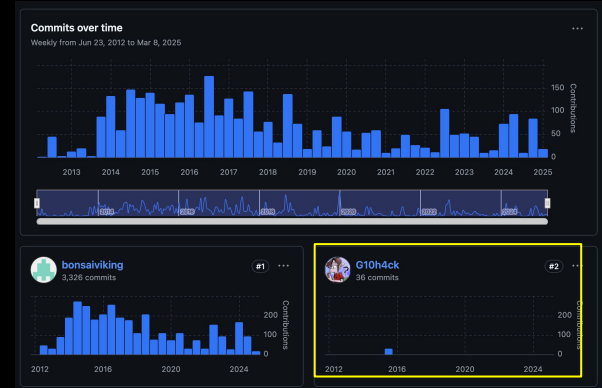 Commits over time
Weekly from Jun 23, 2012 to Mar 8, 2025
150
100
50
0
Contributions
2013 2014 2015 2016 2017 2018 2019 2020 2021 2022 2023 2024 2025
bonsaiviking #1
3,326 commits
200
100
0
Contributions
2012 2016 2020 2024
G10h4ck #2
36 commits
200
100
0
Contributions
2012 2016 2020 2024